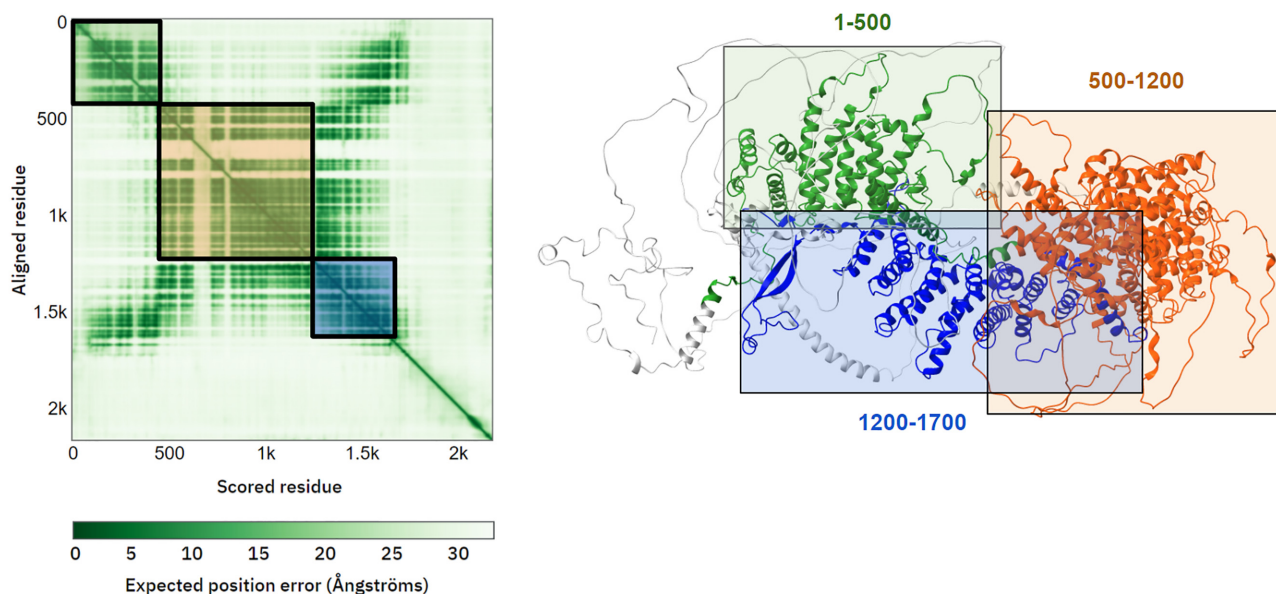 0
500
1k
1.5k
2k
Aligned residue
0 500 1k 1.5k 2k
Scored residue
0 5 10 15 20 25 30
Expected position error (Ångströms)
1-500
500-1200
1200-1700